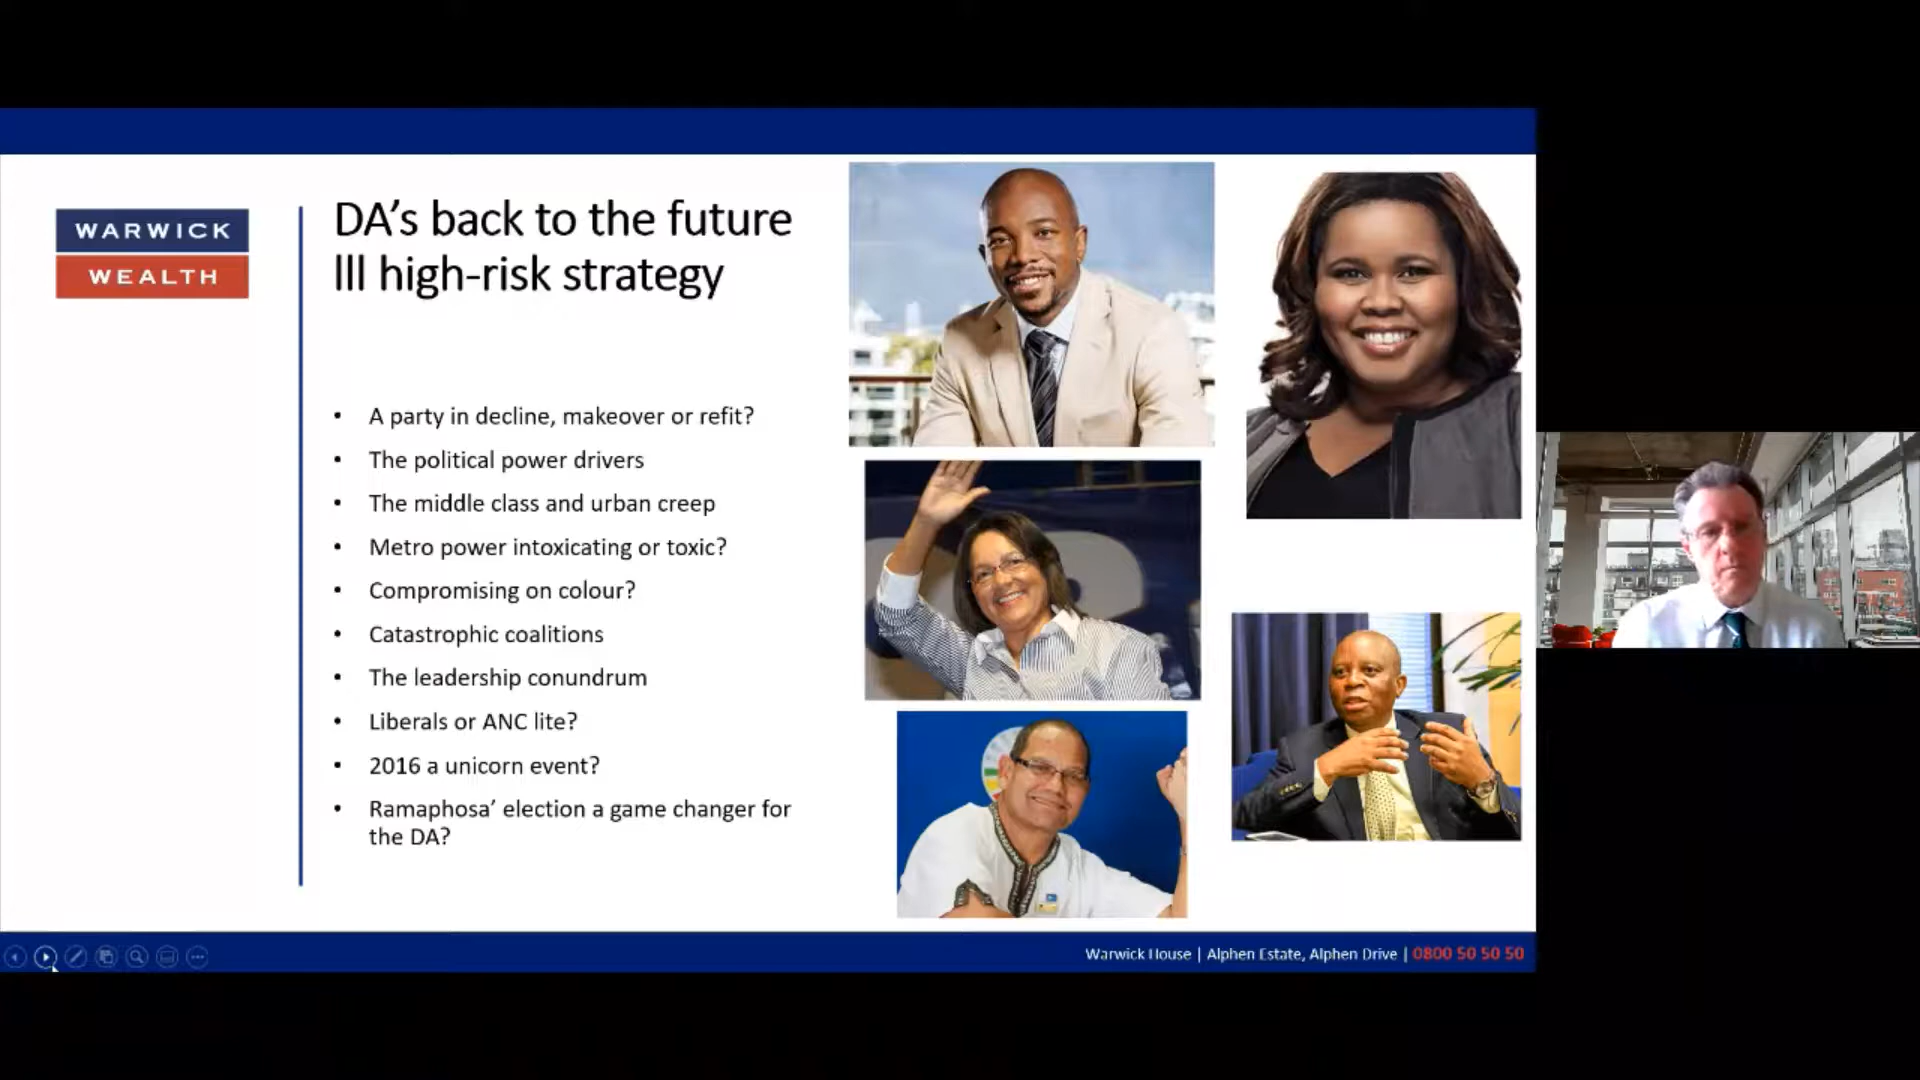 WARWICK
WEALTH
DA’s back to the future
III high-risk strategy
• A party in decline, makeover or refit?
• The political power drivers
• The middle class and urban creep
• Metro power intoxicating or toxic?
• Compromising on colour?
• Catastrophic coalitions
• The leadership conundrum
• Liberals or ANC lite?
• 2016 a unicorn event?
• Ramaphosa’ election a game changer for
the DA?
Warwick House | Alphen Estate, Alphen Drive | 0800 50 50 50